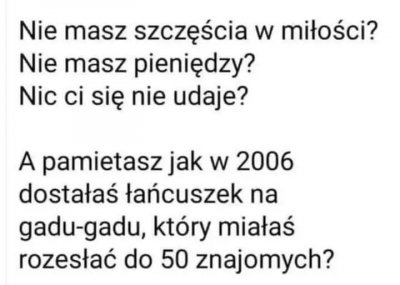 Nie masz szczęścia w miłości?
Nie masz pieniędzy?
Nic ci się nie udaje?
A pamietasz jak w 2006
dostałaś łańcuszek na
gadu-gadu, który miałaś
rozesłać do 50 znajomych?